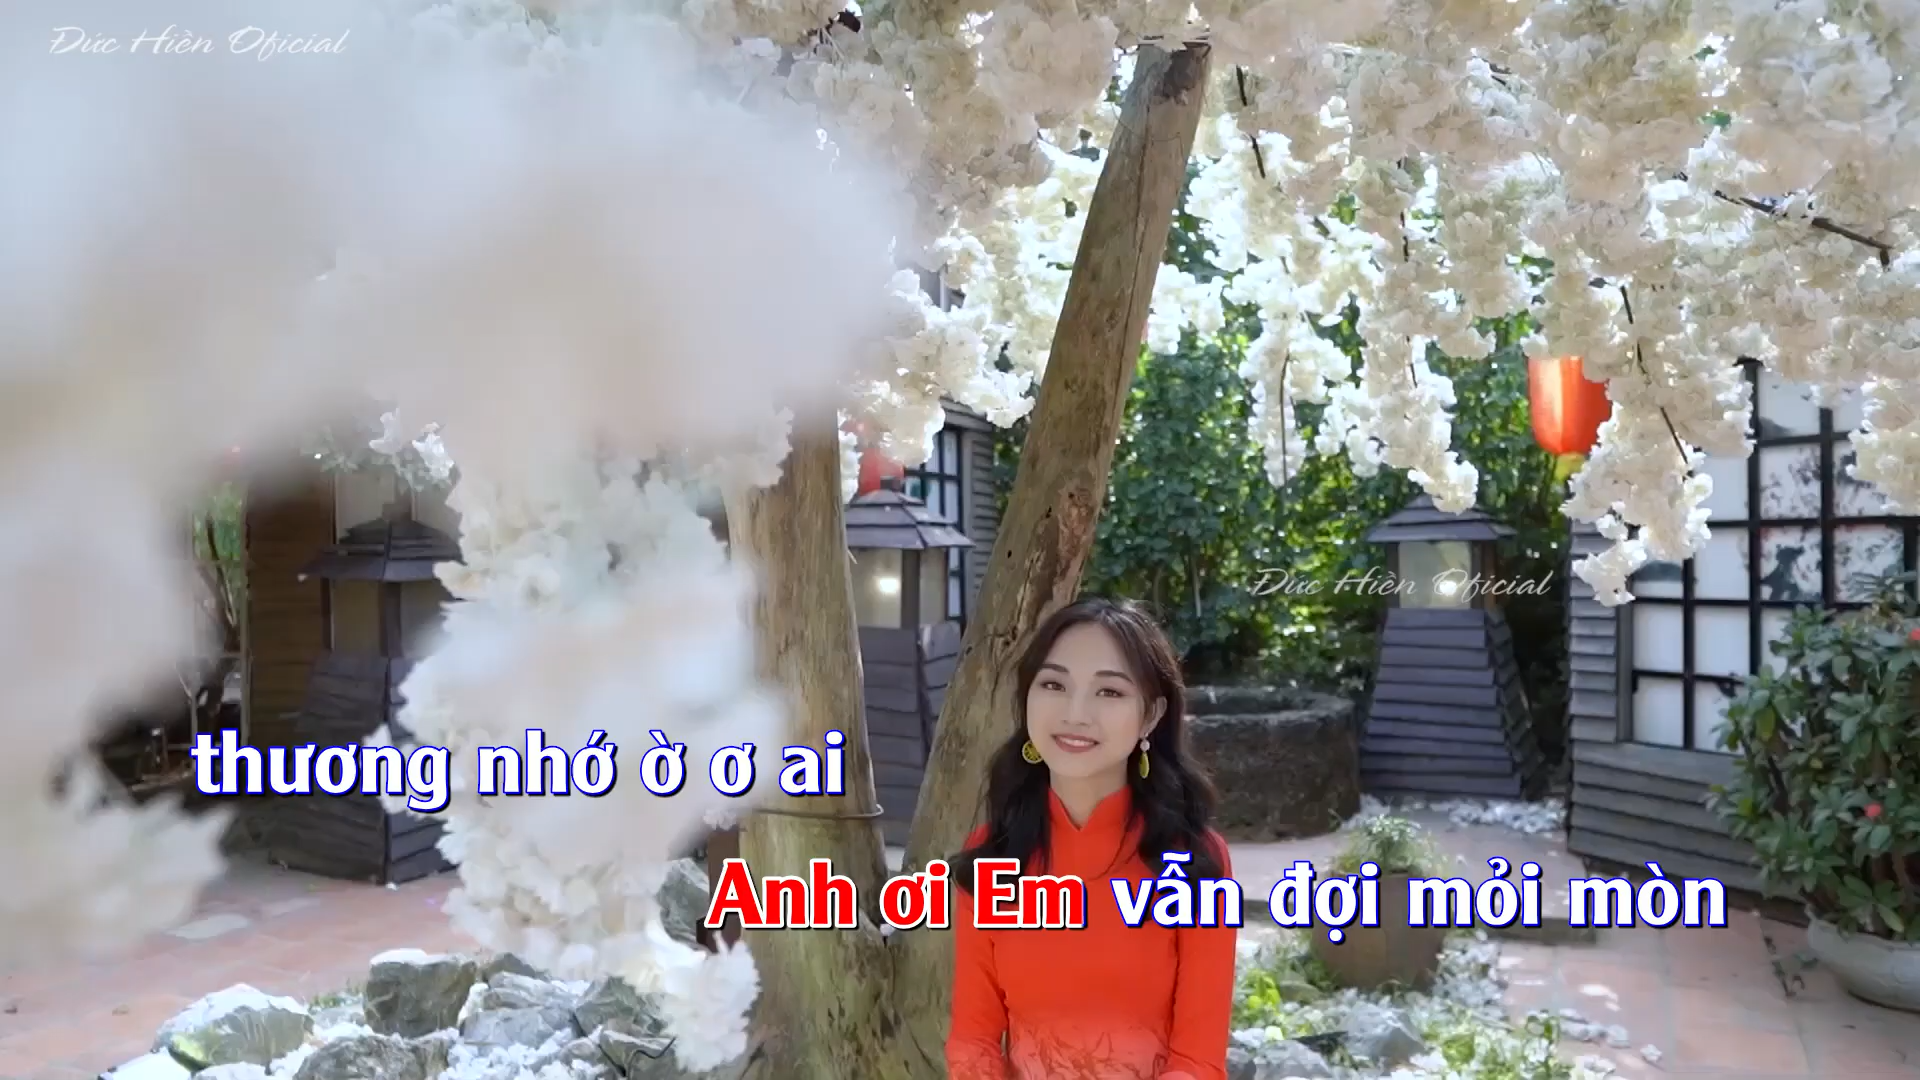 Đức Hiền Oficial
Đức Hiền Oficial
thương nhớ ờ ơ ai
Anh ơi Em vẫn đợi mỏi mòn